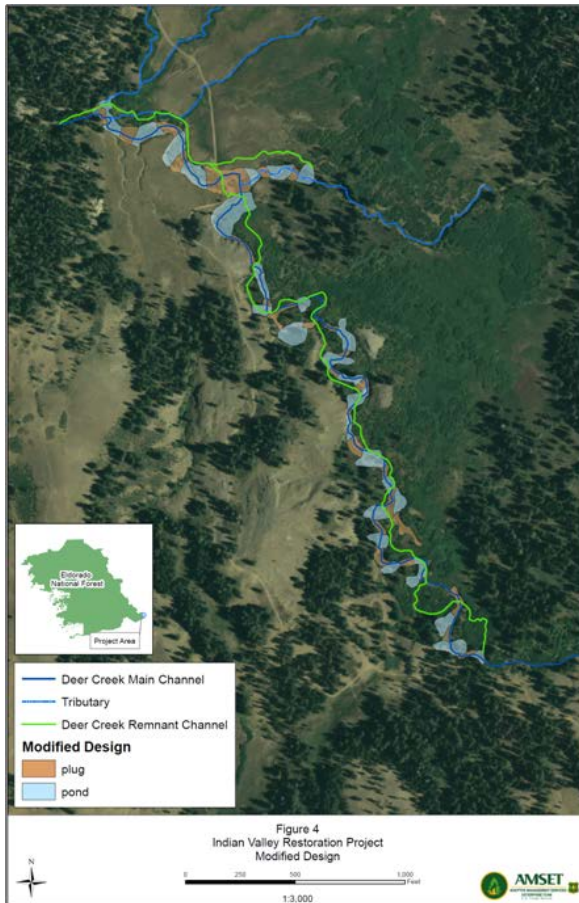 Eldorado
National Forest
Project Area
Deer Creek Main Channel
Tributary
Deer Creek Remnant Channel
Modified Design
plug
pond
Figure 4
Indian Valley Restoration Project
Modified Design
N
0 250 500 1,000
Feet
1:3,000
AMSET